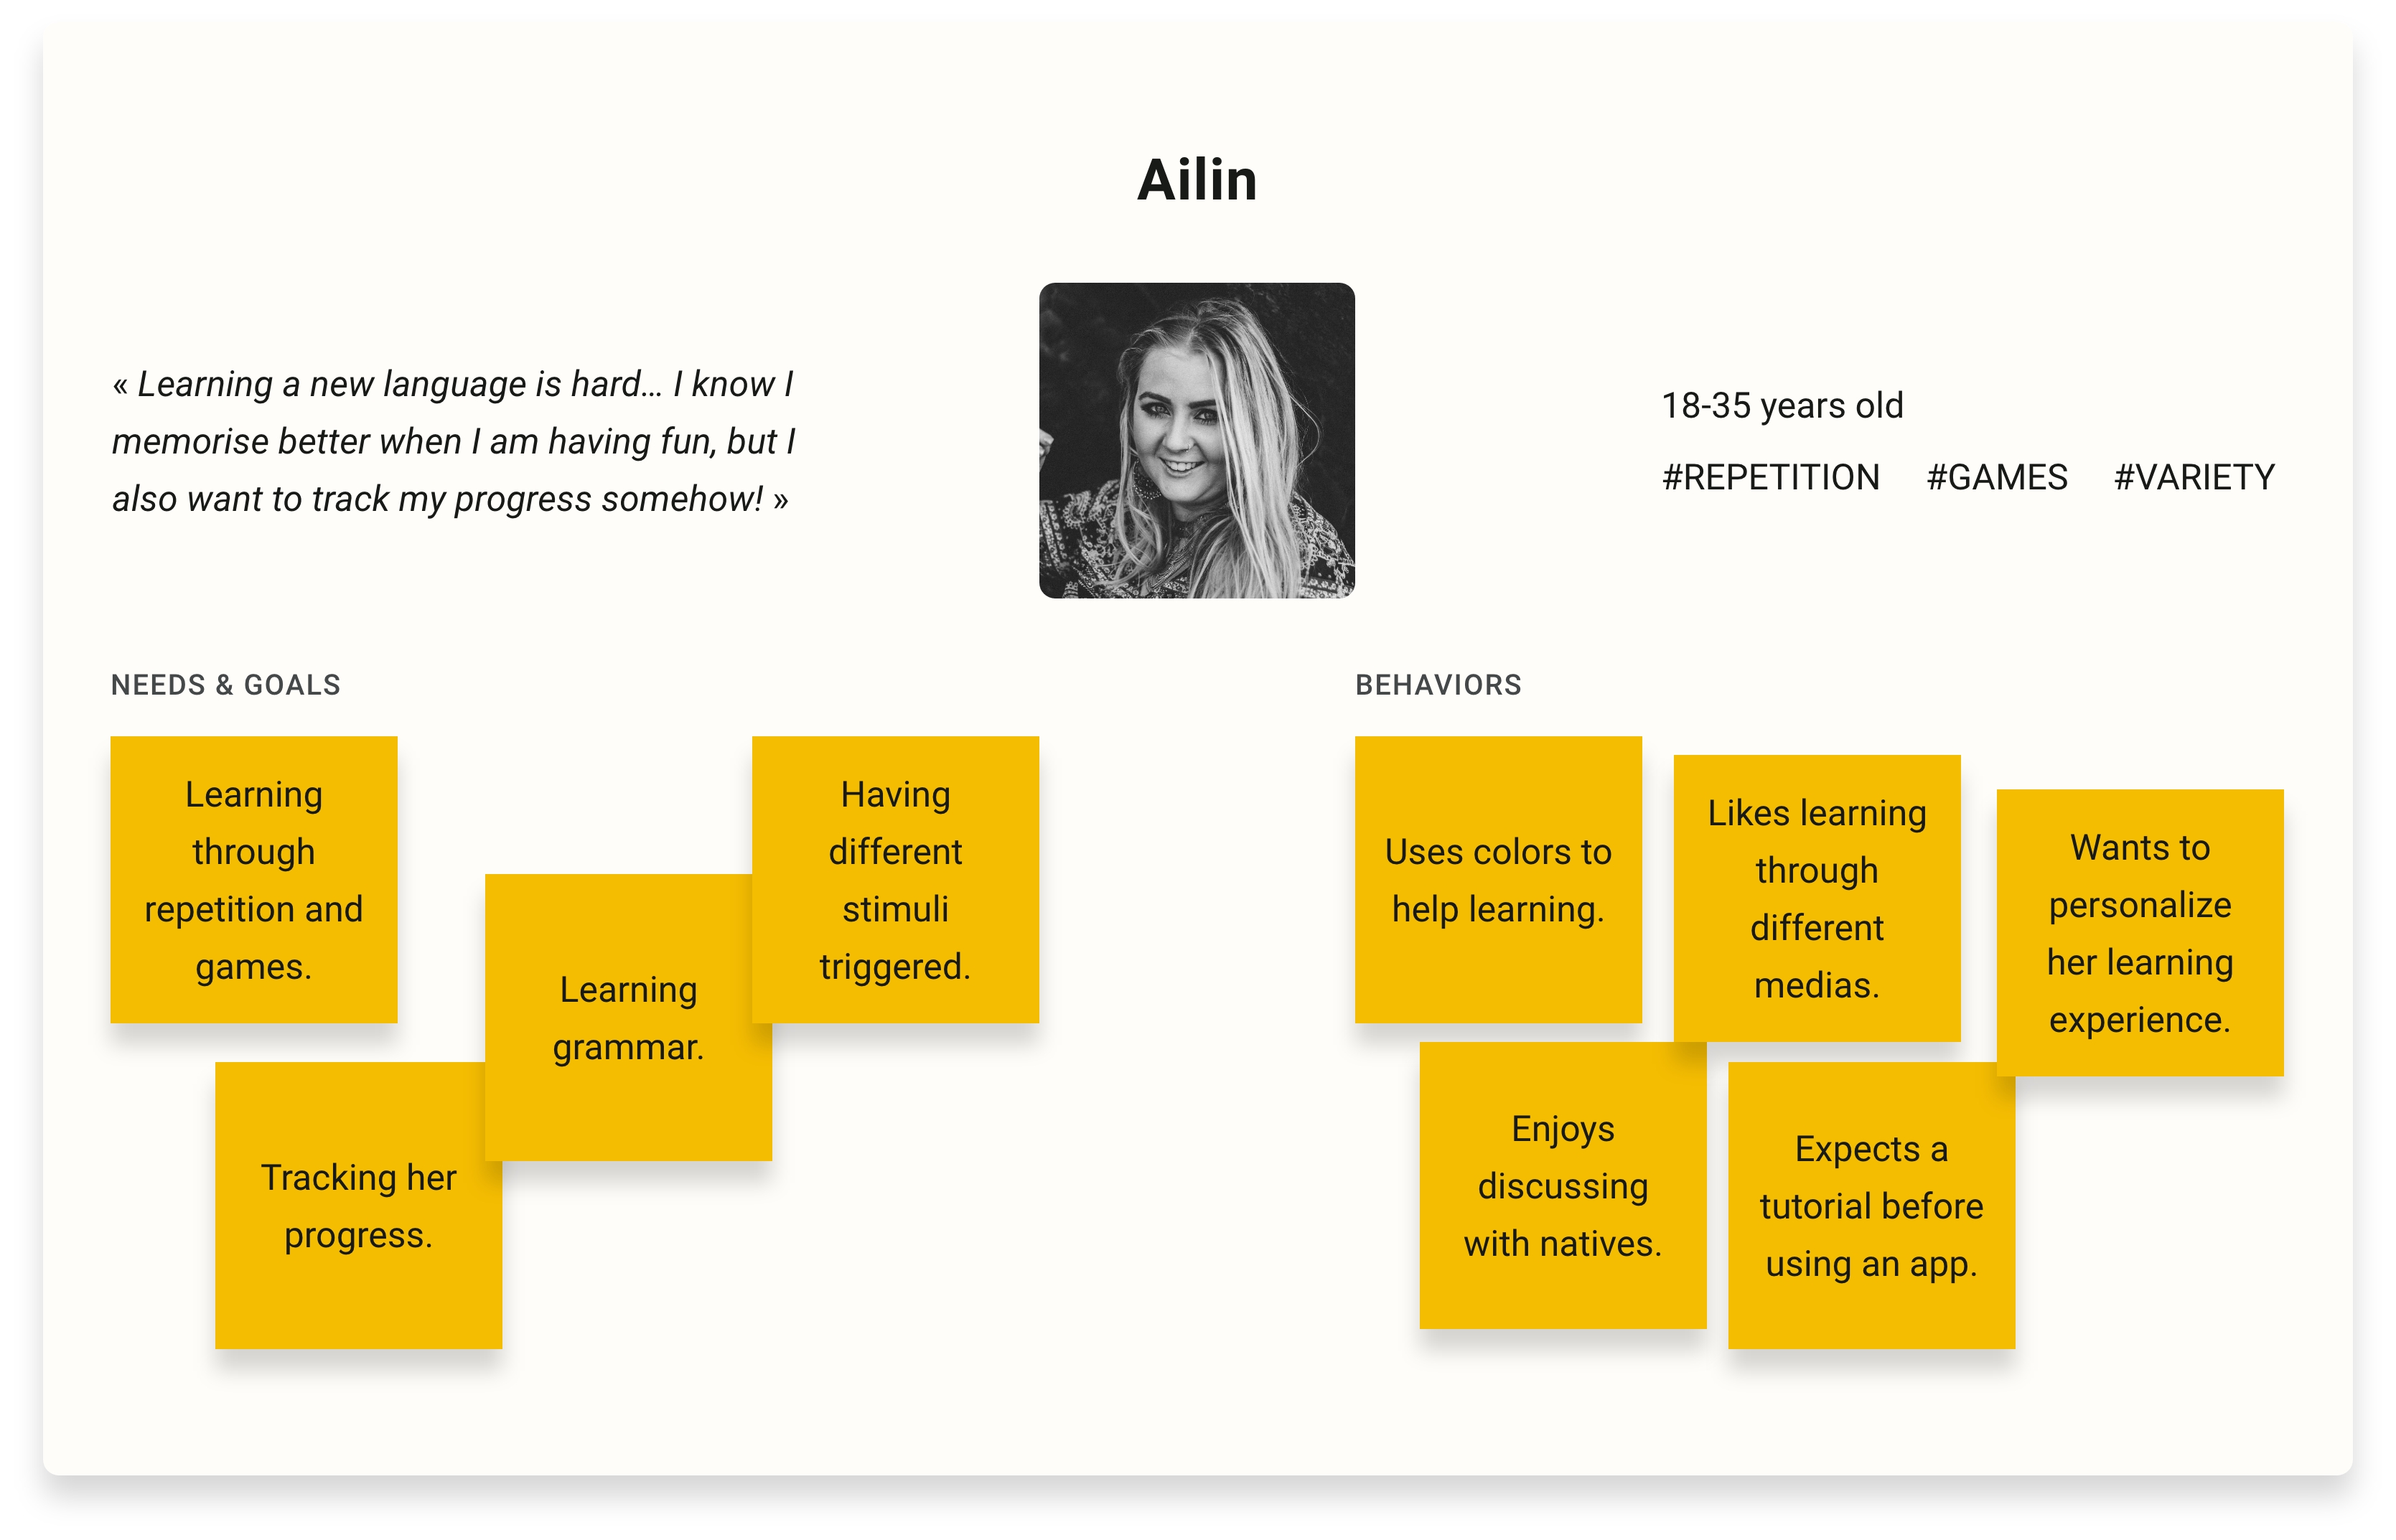 Ailin
« Learning a new language is hard… I know I
memorise better when I am having fun, but I
also want to track my progress somehow! »
18-35 years old
#REPETITION #GAMES #VARIETY
NEEDS & GOALS
Learning
through
repetition and
games.
Tracking her
progress.
Learning
grammar.
Having
different
stimuli
triggered.
BEHAVIORS
Uses colors to
help learning.
Likes learning
through
different
medias.
Wants to
personalize
her learning
experience.
Enjoys
discussing
with natives.
Expects a
tutorial before
using an app.